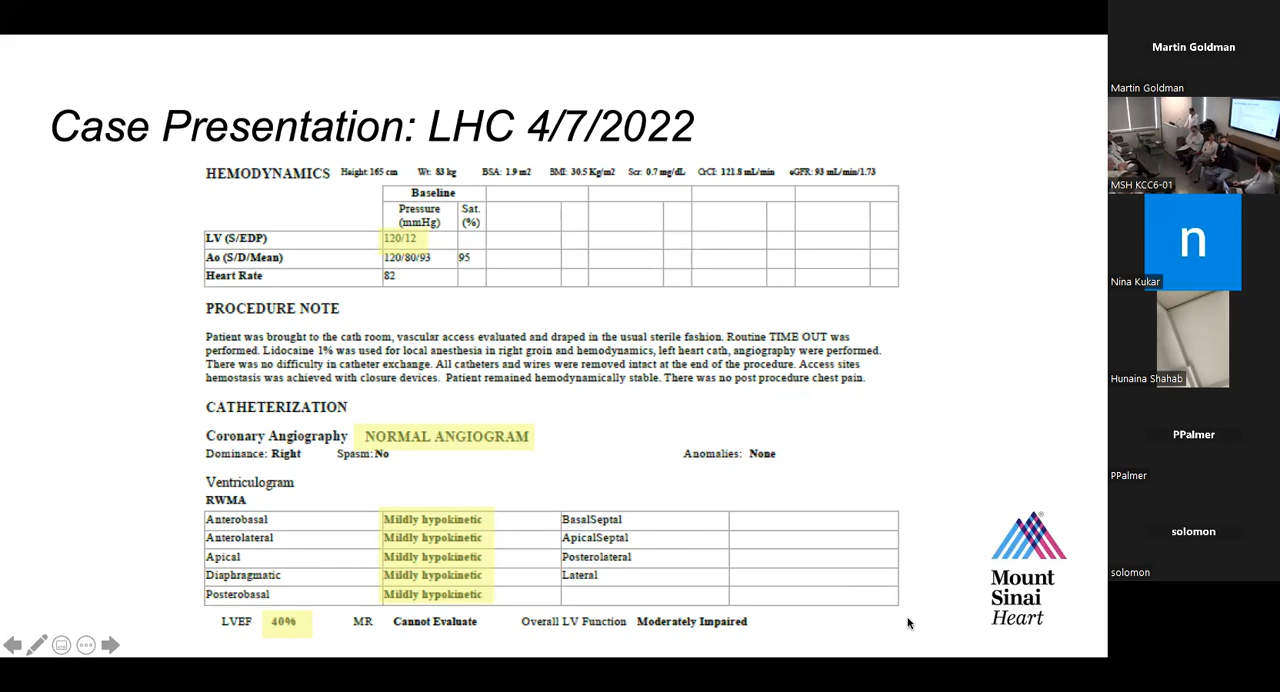 Case Presentation: LHC 4/7/2022
HEMODYNAMICS Height: 165 cm Wt: 83 kg BSA: 1.9 m2 BMI: 30.5 Kg/m2 Scr: 0.7 mg/dL CrCl: 121.8 mL/min eGFR: 93 mL/min/1.73
Baseline
Pressure Sat.
(mmHg) (%)
LV (S/EDP) 120/12
Ao (S/D/Mean) 120/80/93 95
Heart Rate 82
PROCEDURE NOTE
Patient was brought to the cath room, vascular access evaluated and draped in the usual sterile fashion. Routine TIME OUT was
performed. Lidocaine 1% was used for local anesthesia in right groin and hemodynamics, left heart cath, angiography were performed.
There was no difficulty in catheter exchange. All catheters and wires were removed intact at the end of the procedure. Access sites
hemostasis was achieved with closure devices. Patient remained hemodynamically stable. There was no post procedure chest pain.
CATHETERIZATION
Coronary Angiography NORMAL ANGIOGRAM
Dominance: Right Spasm: No Anomalies: None
Ventriculogram
RWMA
Anterobasal Mildly hypokinetic BasalSeptal
Anterolateral Mildly hypokinetic ApicalSeptal
Apical Mildly hypokinetic Posterolateral
Diaphragmatic Mildly hypokinetic Lateral
Posterobasal Mildly hypokinetic
LVEF 40% MR Cannot Evaluate Overall LV Function Moderately Impaired
Mount
Sinai
Heart
Martin Goldman
Martin Goldman
MSH KCC6-01
n
Nina Kukar
Hunaina Shahab
PPalmer
PPalmer
solomon
solomon